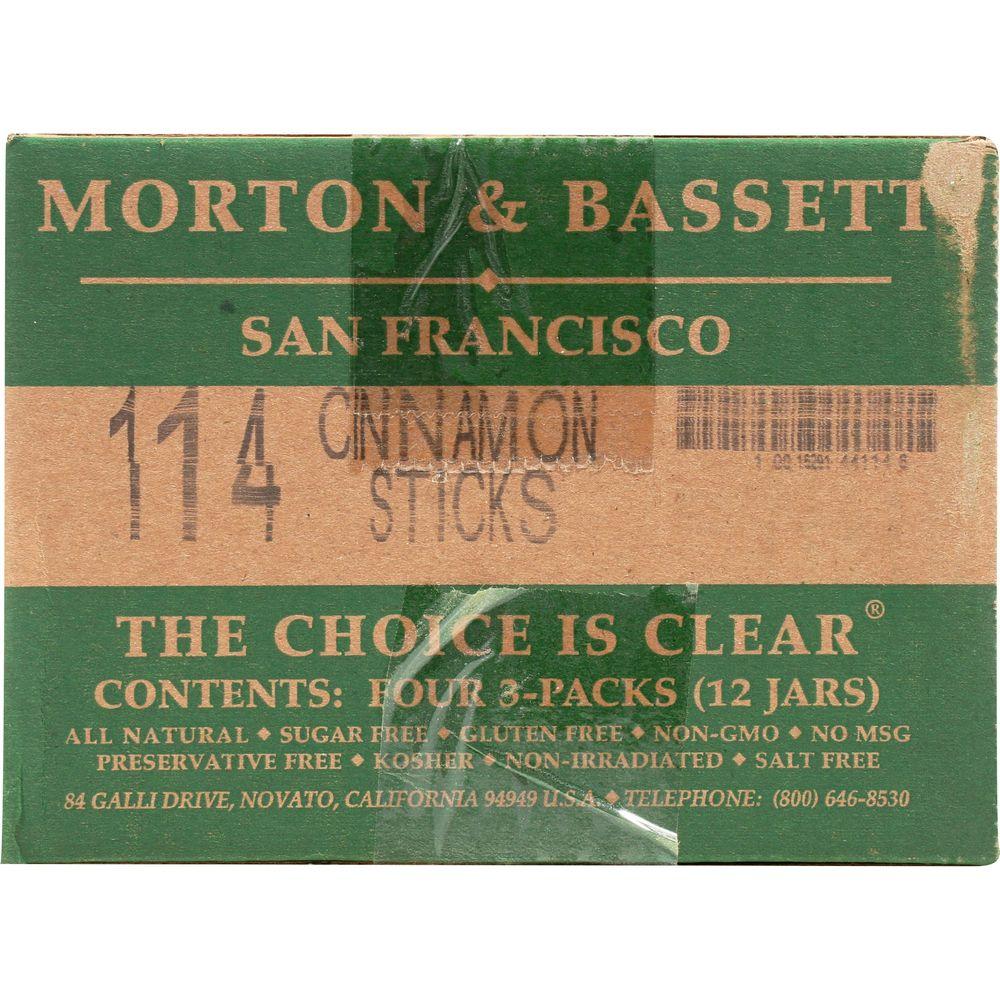 MORTON & BASSETT
SAN FRANCISCO
114 CINNAMON
STICKS
THE CHOICE IS CLEAR®
CONTENTS: FOUR 3-PACKS (12 JARS)
ALL NATURAL ◆ SUGAR FREE ◆ GLUTEN FREE ◆ NON-GMO ◆ NO MSG
PRESERVATIVE FREE ◆ KOSHER ◆ NON-IRRADIATED ◆ SALT FREE
84 GALLI DRIVE, NOVATO, CALIFORNIA 94949 U.S.A. ◆ TELEPHONE: (800) 646-8530